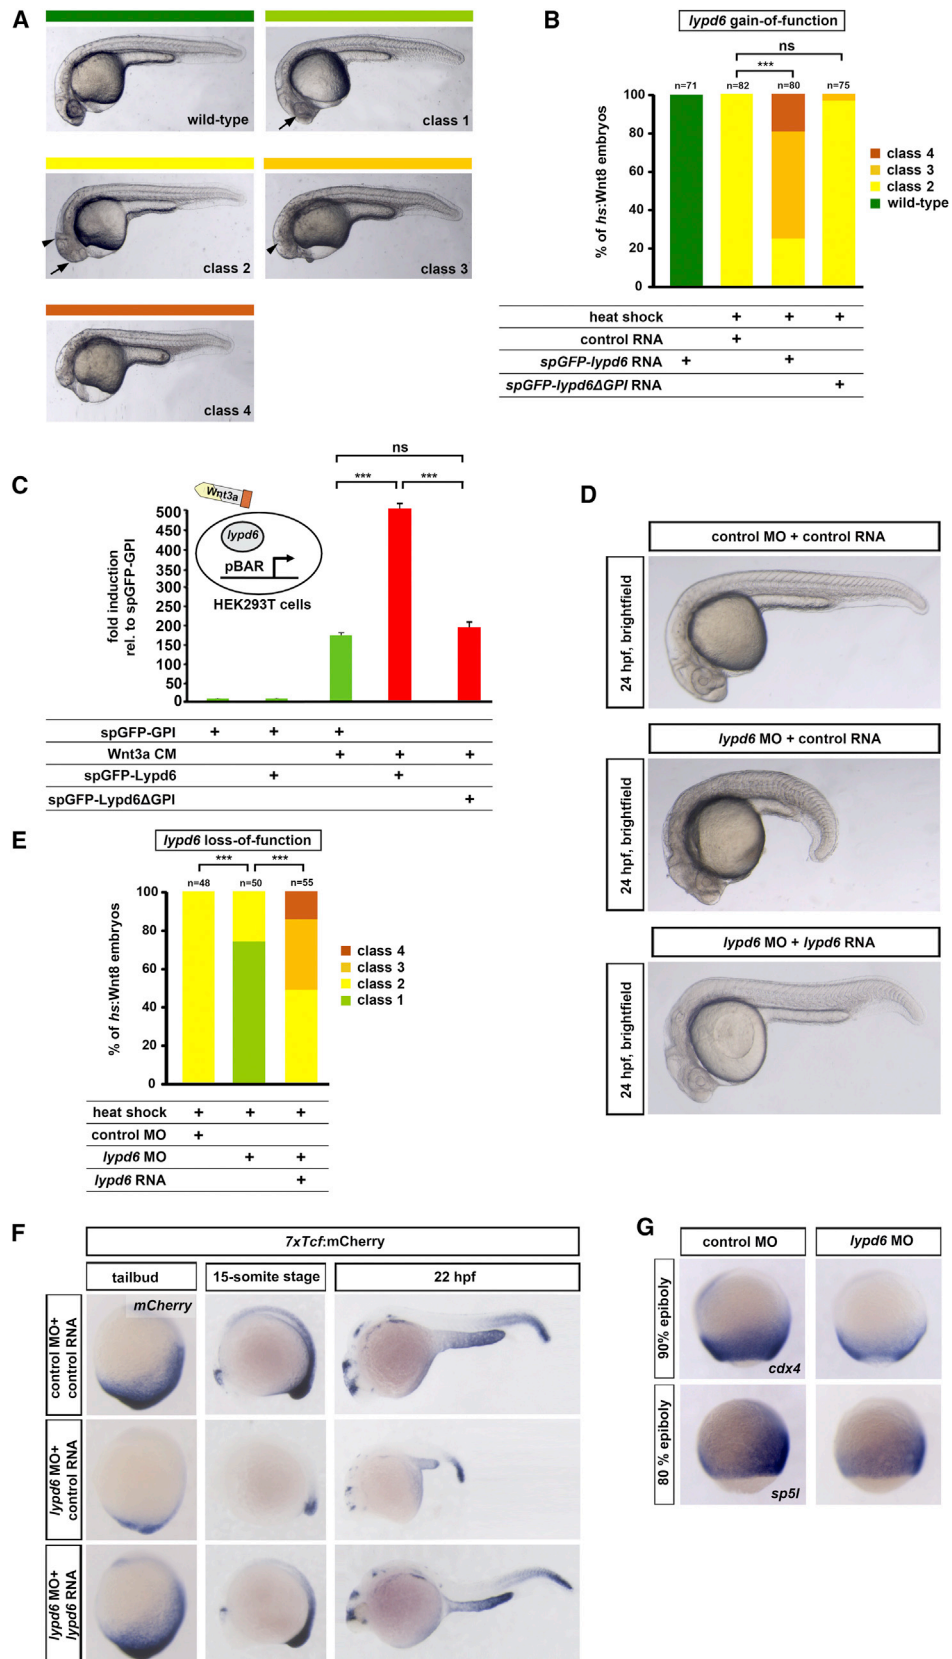 A
wild-type
class 1
class 2
class 3
class 4
B
lypd6 gain-of-function
ns
***
n=71
n=82
n=80
n=75
% of hs:Wnt8 embryos
100
80
60
40
20
0
class 4
class 3
class 2
wild-type
heat shock + + +
control RNA +
spGFP-lypd6 RNA + +
spGFP-lypd6ΔGPI RNA +
C
ns
*** ***
fold induction
rel. to spGFP-GPI
500
450
400
350
300
250
200
150
100
50
0
Wnt3a
lypd6
pBAR
HEK293T cells
spGFP-GPI + + +
Wnt3a CM + + +
spGFP-Lypd6 + +
spGFP-Lypd6ΔGPI +
D
control MO + control RNA
24 hpf, brightfield
lypd6 MO + control RNA
24 hpf, brightfield
lypd6 MO + lypd6 RNA
24 hpf, brightfield
E
lypd6 loss-of-function
*** ***
n=48
n=50
n=55
% of hs:Wnt8 embryos
100
80
60
40
20
0
class 4
class 3
class 2
class 1
heat shock + + +
control MO +
lypd6 MO + +
lypd6 RNA +
F
7xTcf:mCherry
tailbud
15-somite stage
22 hpf
mCherry
control MO+
control RNA
lypd6 MO+
control RNA
lypd6 MO+
lypd6 RNA
G
control MO
lypd6 MO
90% epiboly
cdx4
80 % epiboly
sp5l